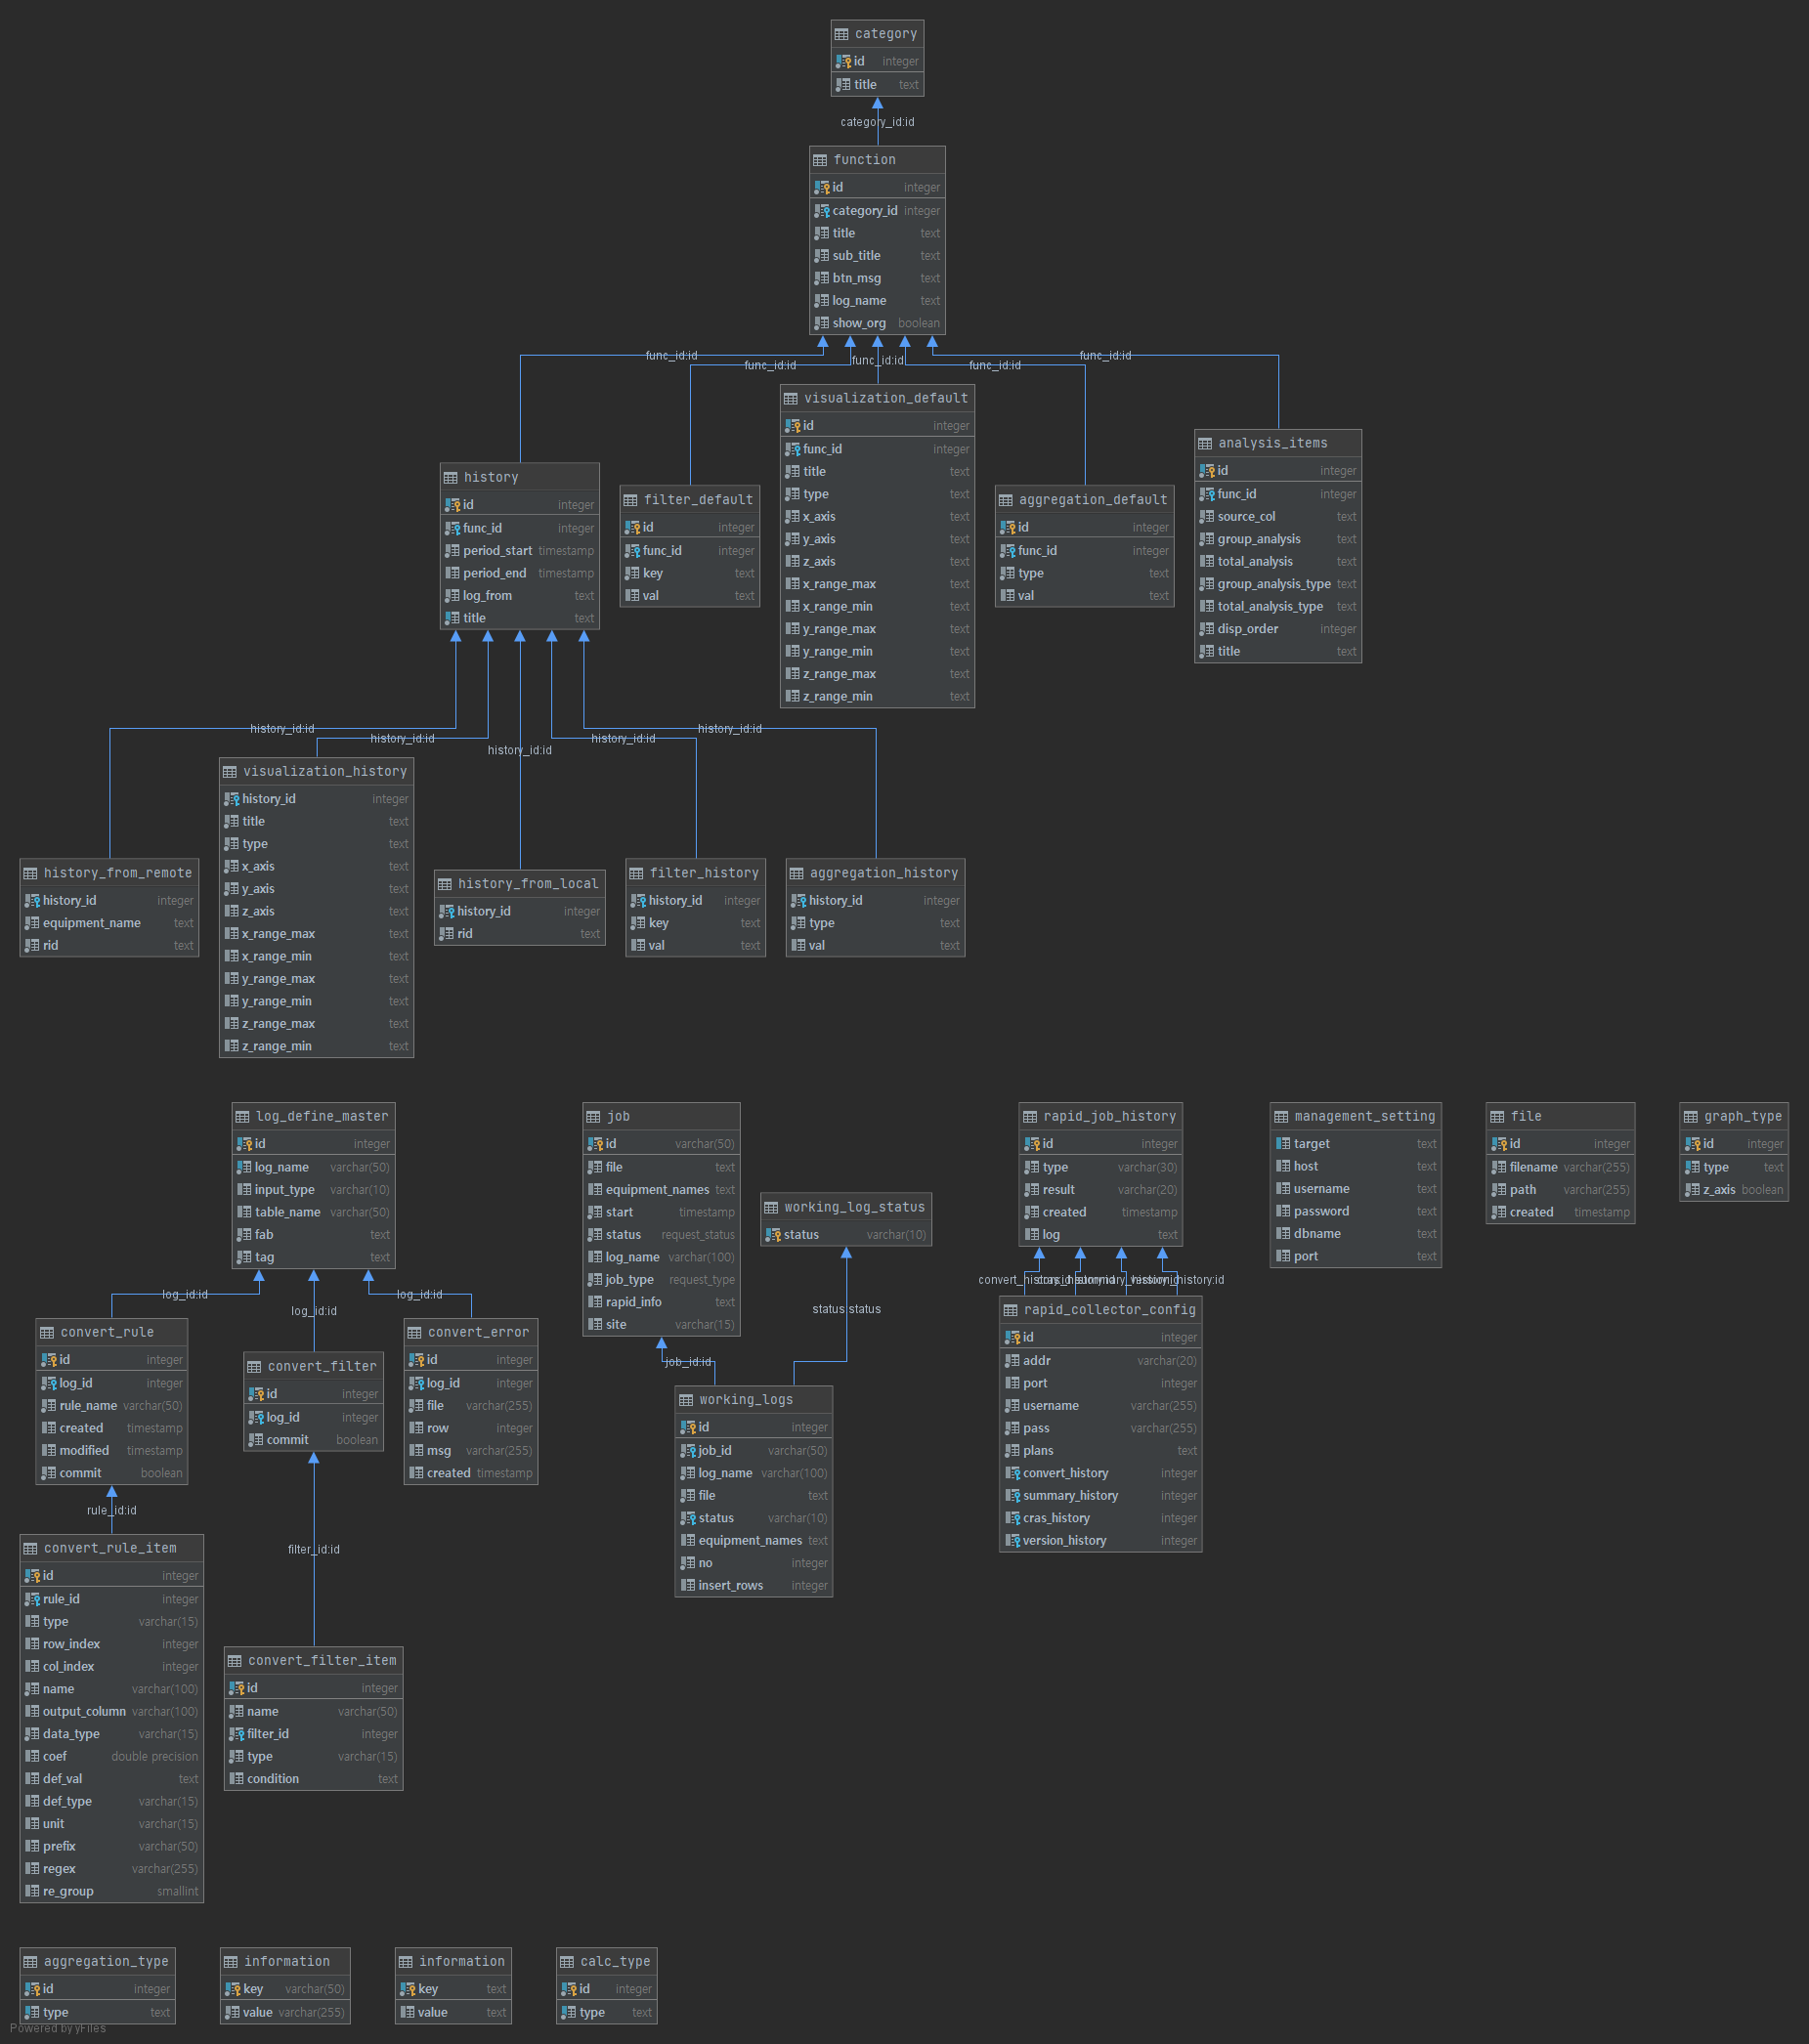 category
id integer
title text
category_id:id
function
id integer
category_id integer
title text
sub_title text
btn_msg text
log_name text
show_org boolean
func_id:id
func_id:id
func_id:id
func_id:id
func_id:id
history
id integer
func_id integer
period_start timestamp
period_end timestamp
log_from text
title text
filter_default
id integer
func_id integer
key text
val text
visualization_default
id integer
func_id integer
title text
type text
x_axis text
y_axis text
z_axis text
x_range_max text
x_range_min text
y_range_max text
y_range_min text
z_range_max text
z_range_min text
aggregation_default
id integer
func_id integer
type text
val text
analysis_items
id integer
func_id integer
source_col text
group_analysis text
total_analysis text
group_analysis_type text
total_analysis_type text
disp_order integer
title text
history_id:id
history_id:id
history_id:id
history_id:id
history_id:id
history_from_remote
history_id integer
equipment_name text
rid text
visualization_history
history_id integer
title text
type text
x_axis text
y_axis text
z_axis text
x_range_max text
x_range_min text
y_range_max text
y_range_min text
z_range_max text
z_range_min text
history_from_local
history_id integer
rid text
filter_history
history_id integer
key text
val text
aggregation_history
history_id integer
type text
val text
log_define_master
id integer
log_name varchar(50)
input_type varchar(10)
table_name varchar(50)
fab text
tag text
log_id:id
log_id:id
log_id:id
convert_rule
id integer
log_id integer
rule_name varchar(50)
created timestamp
modified timestamp
commit boolean
convert_filter
id integer
log_id integer
commit boolean
convert_error
id integer
log_id integer
file varchar(255)
row integer
msg varchar(255)
created timestamp
rule_id:id
filter_id:id
convert_rule_item
id integer
rule_id integer
type varchar(15)
row_index integer
col_index integer
name varchar(100)
output_column varchar(100)
data_type varchar(15)
coef double precision
def_val text
def_type varchar(15)
unit varchar(15)
prefix varchar(50)
regex varchar(255)
re_group smallint
convert_filter_item
id integer
name varchar(50)
filter_id integer
type varchar(15)
condition text
job
id varchar(50)
file text
equipment_names text
start timestamp
status request_status
log_name varchar(100)
job_type request_type
rapid_info text
site varchar(15)
working_log_status
status varchar(10)
status:status
job_id:id
working_logs
id integer
job_id varchar(50)
log_name varchar(100)
file text
status varchar(10)
equipment_names text
no integer
insert_rows integer
rapid_job_history
id integer
type varchar(30)
result varchar(20)
created timestamp
log text
rapid_collector_config
id integer
addr varchar(20)
port integer
username varchar(255)
pass varchar(255)
plans text
convert_history integer
summary_history integer
cras_history integer
version_history integer
management_setting
target text
host text
username text
password text
dbname text
port text
file
id integer
filename varchar(255)
path varchar(255)
created timestamp
graph_type
id integer
type text
z_axis boolean
aggregation_type
id integer
type text
information
key varchar(50)
value varchar(255)
information
key text
value text
calc_type
id integer
type text
Powered by yFiles